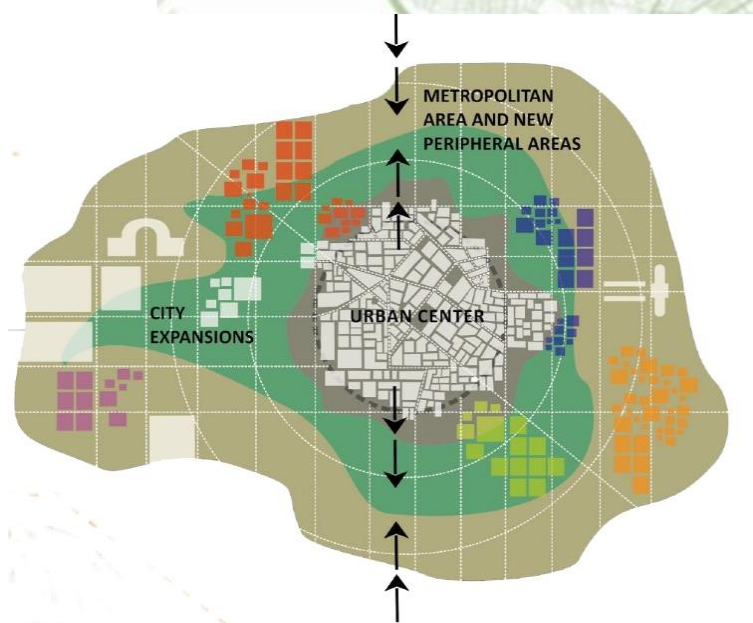 METROPOLITAN
AREA AND NEW
PERIPHERAL AREAS
CITY
EXPANSIONS
URBAN CENTER